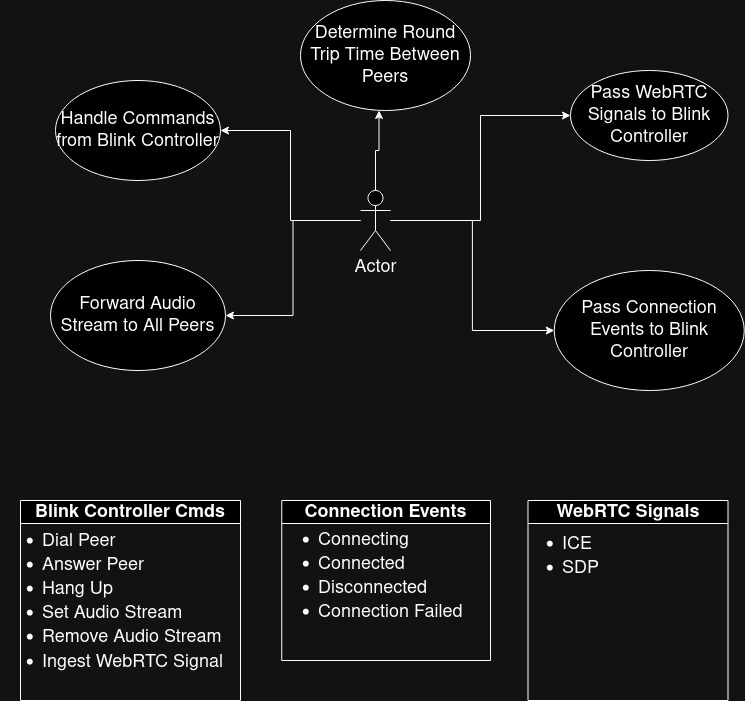 Determine Round
Trip Time Between
Peers
Handle Commands
from Blink Controller
Pass WebRTC
Signals to Blink
Controller
Actor
Forward Audio
Stream to All Peers
Pass Connection
Events to Blink
Controller
Blink Controller Cmds
• Dial Peer
• Answer Peer
• Hang Up
• Set Audio Stream
• Remove Audio Stream
• Ingest WebRTC Signal
Connection Events
• Connecting
• Connected
• Disconnected
• Connection Failed
WebRTC Signals
• ICE
• SDP